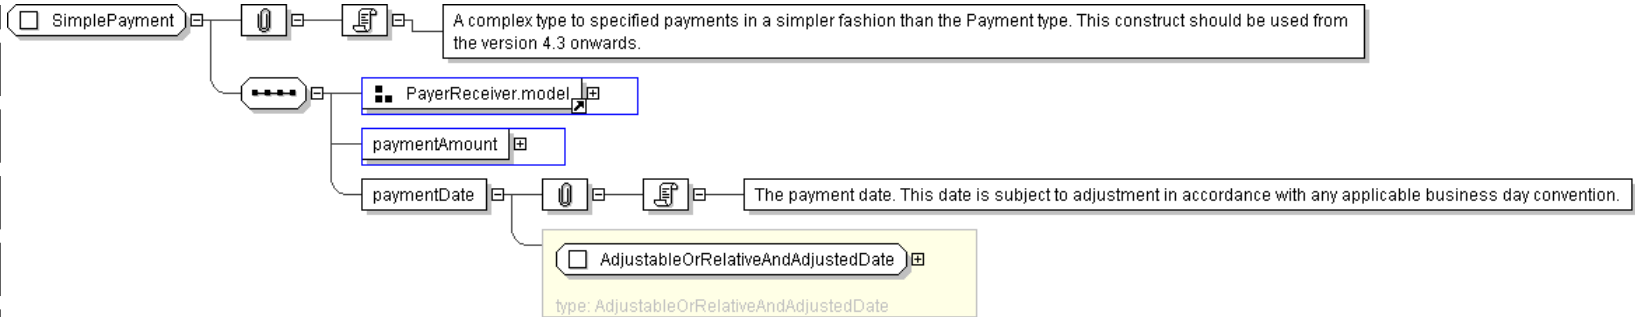 SimplePayment
A complex type to specified payments in a simpler fashion than the Payment type. This construct should be used from
the version 4.3 onwards.
PayerReceiver.model
paymentAmount
paymentDate
The payment date. This date is subject to adjustment in accordance with any applicable business day convention.
AdjustableOrRelativeAndAdjustedDate
type: AdjustableOrRelativeAndAdjustedDate